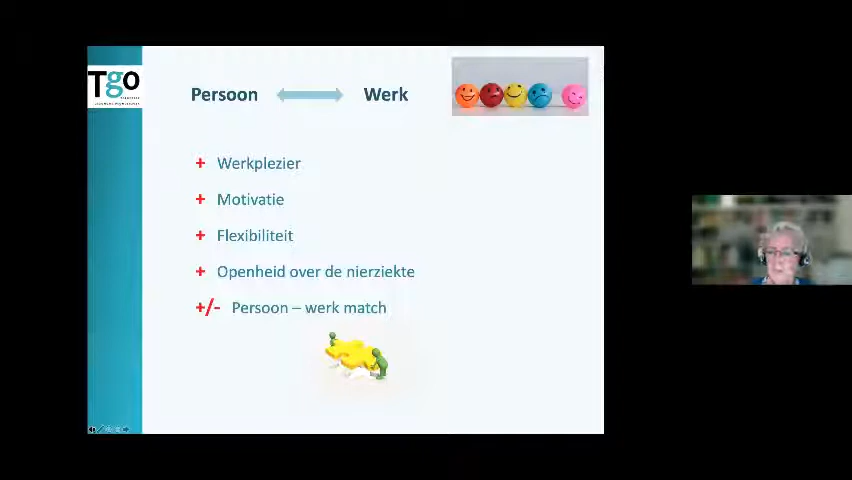 Tgo
Persoon
Werk
+ Werkplezier
+ Motivatie
+ Flexibiliteit
+ Openheid over de nierziekte
+/- Persoon – werk match